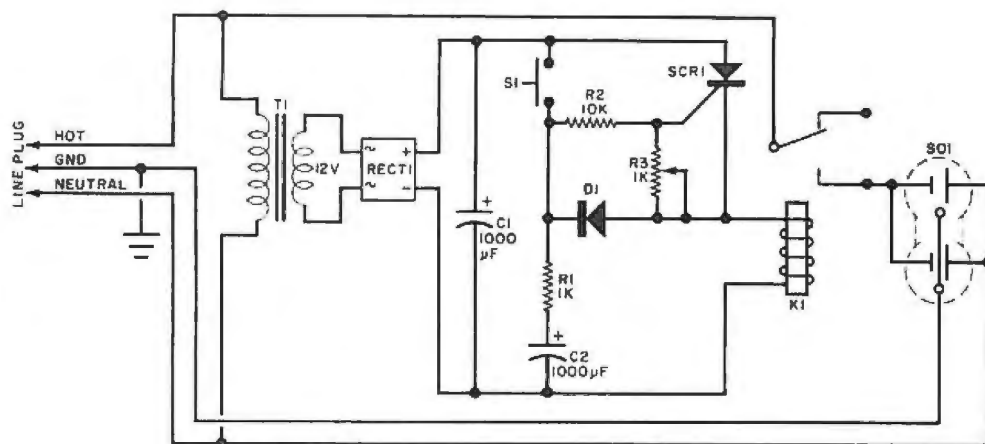 LINE PLUG
HOT
GND
NEUTRAL
T1
12V
+
RECT1
-
+
C1
1000
µF
S1
R2
10K
SCR1
R3
1K
D1
R1
1K
+
C2
1000µF
K1
SO1